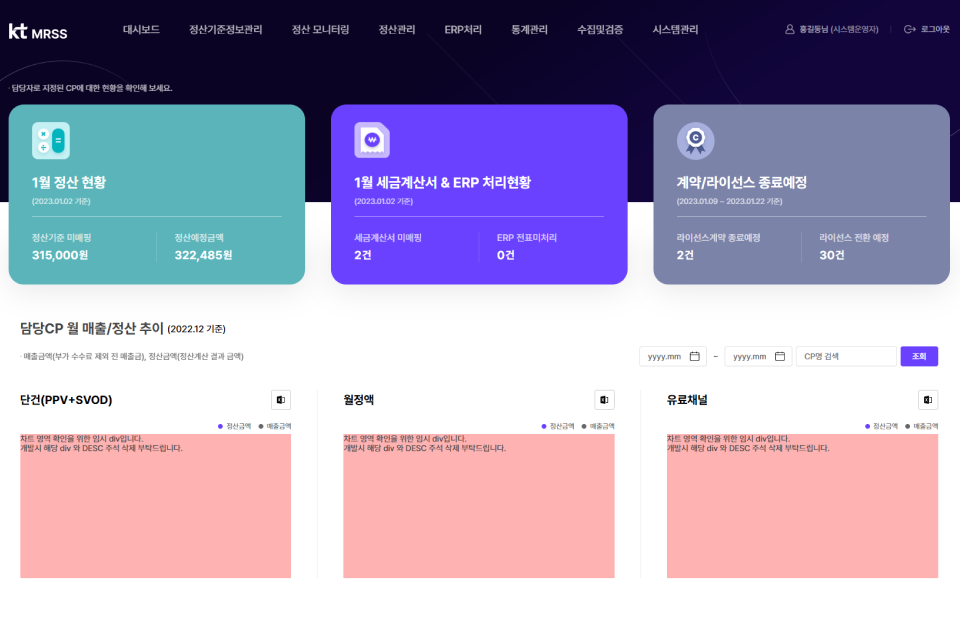 kt MRSS
대시보드 정산기준정보관리 정산 모니터링 정산관리 ERP처리 통계관리 수집및검증 시스템관리
홍길동님 (시스템운영자) 로그아웃
· 담당자로 지정된 CP에 대한 현황을 확인해 보세요.
1월 정산 현황
(2023.01.02 기준)
정산기준 미매핑
315,000원
정산예정금액
322,485원
1월 세금계산서 & ERP 처리현황
(2023.01.02 기준)
세금계산서 미매핑
2건
ERP 전표미처리
0건
계약/라이선스 종료예정
(2023.01.09 ~ 2023.01.22 기준)
라이선스계약 종료예정
2건
라이선스 전환 예정
30건
담당CP 월 매출/정산 추이 (2022.12 기준)
· 매출금액(부가 수수료 제외 전 매출금), 정산금액(정산계산 결과 금액)
yyyy.mm ~ yyyy.mm CP명 검색 조회
단건(PPV+SVOD)
정산금액 매출금액
차트 영역 확인을 위한 임시 div입니다.
개발시 해당 div 와 DESC 주석 삭제 부탁드립니다.
월정액
정산금액 매출금액
차트 영역 확인을 위한 임시 div입니다.
개발시 해당 div 와 DESC 주석 삭제 부탁드립니다.
유료채널
정산금액 매출금액
차트 영역 확인을 위한 임시 div입니다.
개발시 해당 div 와 DESC 주석 삭제 부탁드립니다.